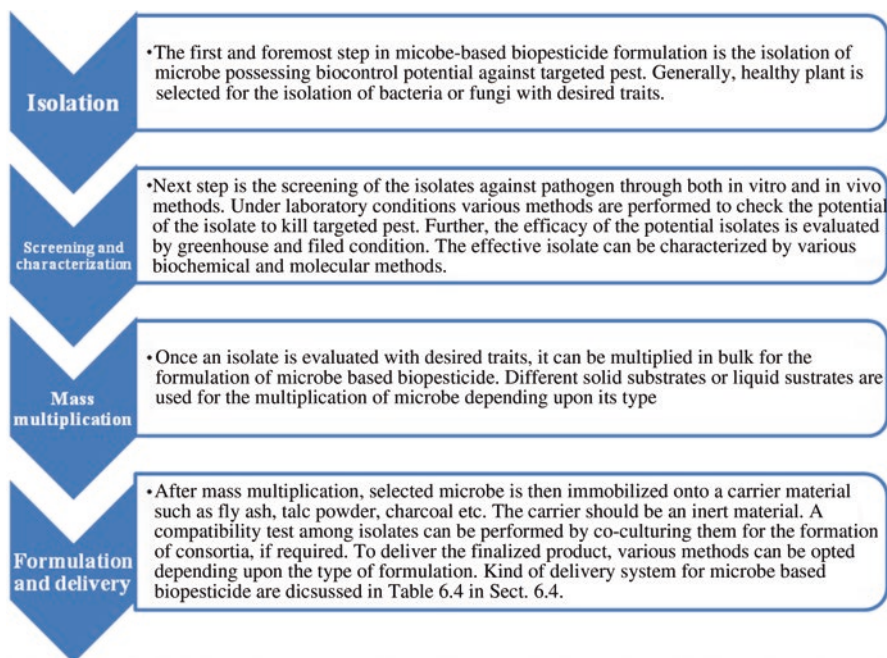 Isolation
•The first and foremost step in micobe-based biopesticide formulation is the isolation of
microbe possessing biocontrol potential against targeted pest. Generally, healthy plant is
selected for the isolation of bacteria or fungi with desired traits.
Screening and
characterization
•Next step is the screening of the isolates against pathogen through both in vitro and in vivo
methods. Under laboratory conditions various methods are performed to check the potential
of the isolate to kill targeted pest. Further, the efficacy of the potential isolates is evaluated
by greenhouse and filed condition. The effective isolate can be characterized by various
biochemical and molecular methods.
Mass
multiplication
•Once an isolate is evaluated with desired traits, it can be multiplied in bulk for the
formulation of microbe based biopesticide. Different solid substrates or liquid sustrates are
used for the multiplication of microbe depending upon its type
Formulation
and delivery
•After mass multiplication, selected microbe is then immobilized onto a carrier material
such as fly ash, talc powder, charcoal etc. The carrier should be an inert material. A
compatibility test among isolates can be performed by co-culturing them for the formation
of consortia, if required. To deliver the finalized product, various methods can be opted
depending upon the type of formulation. Kind of delivery system for microbe based
biopesticide are dicsussed in Table 6.4 in Sect. 6.4.